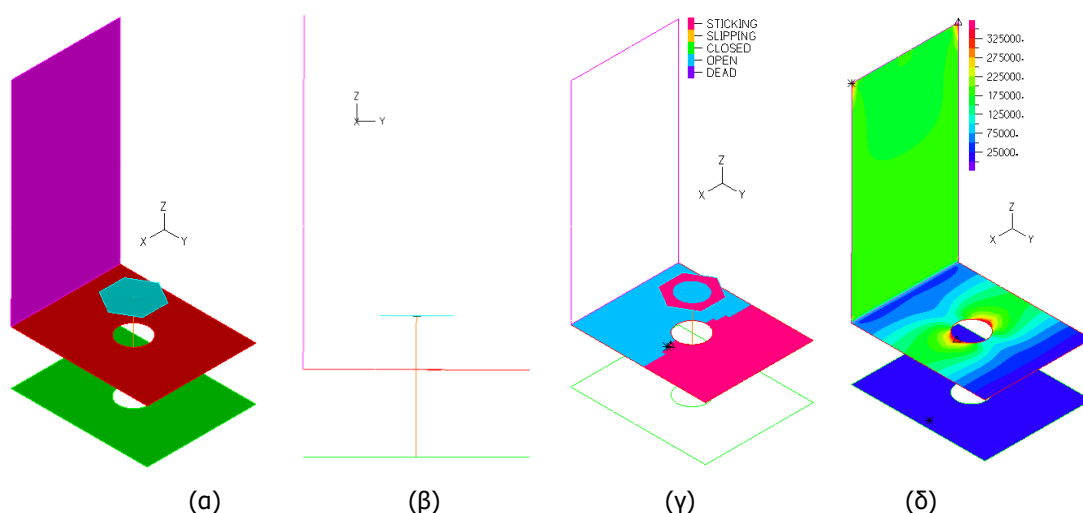 STICKING
SLIPPING
CLOSED
OPEN
DEAD
325000.
275000.
225000.
175000.
125000.
75000.
25000.
Z
X Y
Z
X Y
Z
X Y
Z
X Y
(α) (β) (γ) (δ)